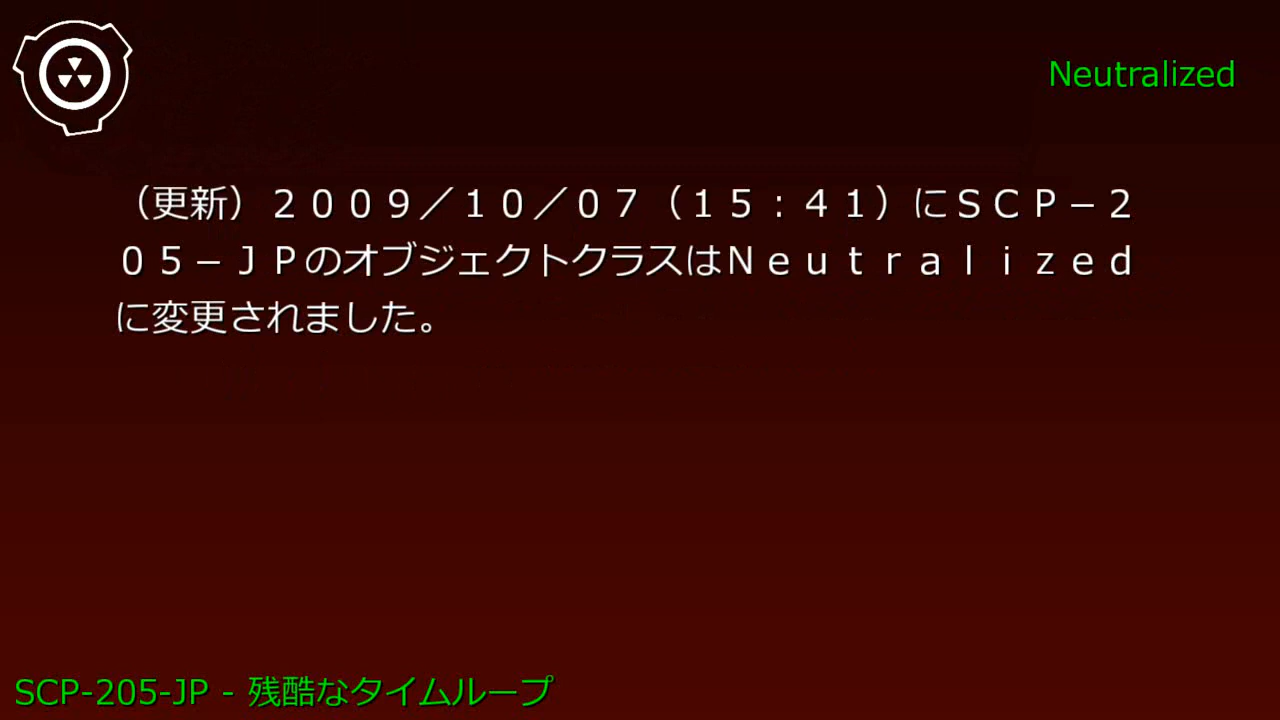 Neutralized
（更新）２００９／１０／０７（１５：４１）にＳＣＰ－２
０５－ＪＰのオブジェクトクラスはＮｅｕｔｒａｌｉｚｅｄ
に変更されました。
SCP-205-JP - 残酷なタイムループ